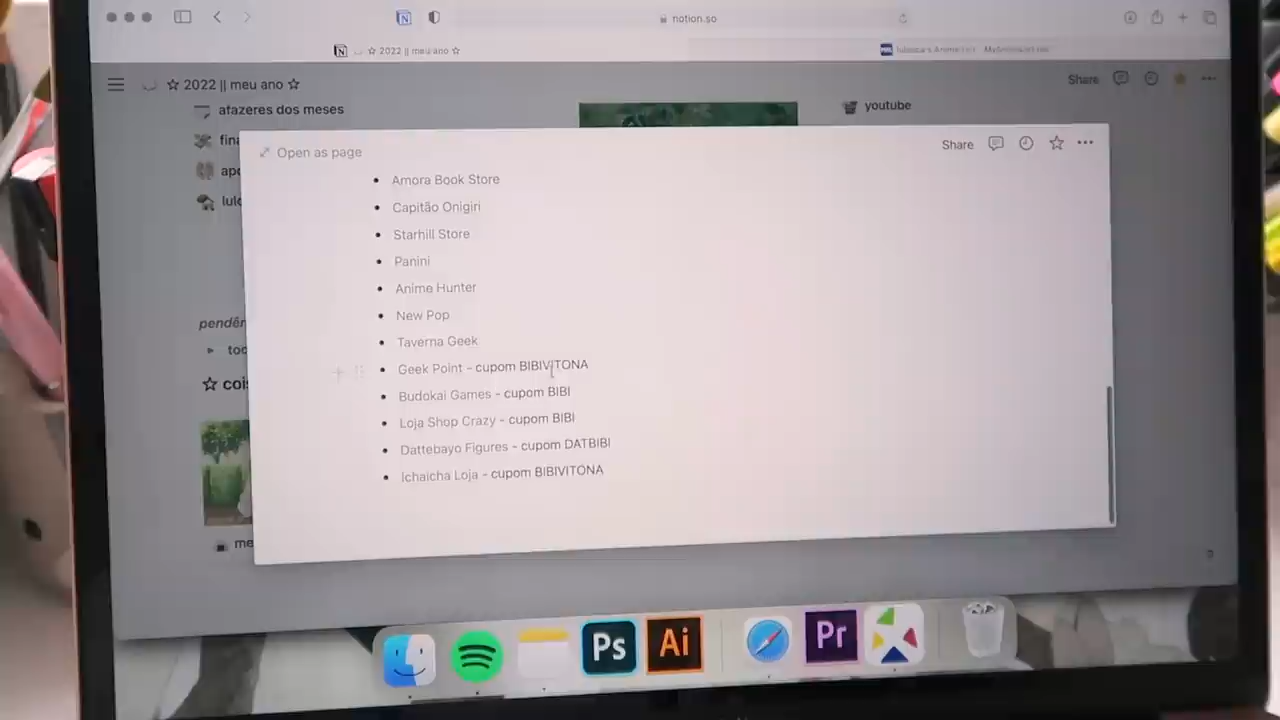 notion.so
☆ 2022 || meu ano ☆
☆ 2022 || meu ano ☆
Share
afazeres dos meses
youtube
Open as page
Share
Amora Book Store
Capitão Onigiri
Starhill Store
Panini
Anime Hunter
New Pop
Taverna Geek
Geek Point - cupom BIBIVITONA
Budokai Games - cupom BIBI
Loja Shop Crazy - cupom BIBI
Dattebayo Figures - cupom DATBIBI
Ichaicha Loja - cupom BIBIVITONA
Ps
Ai
Pr